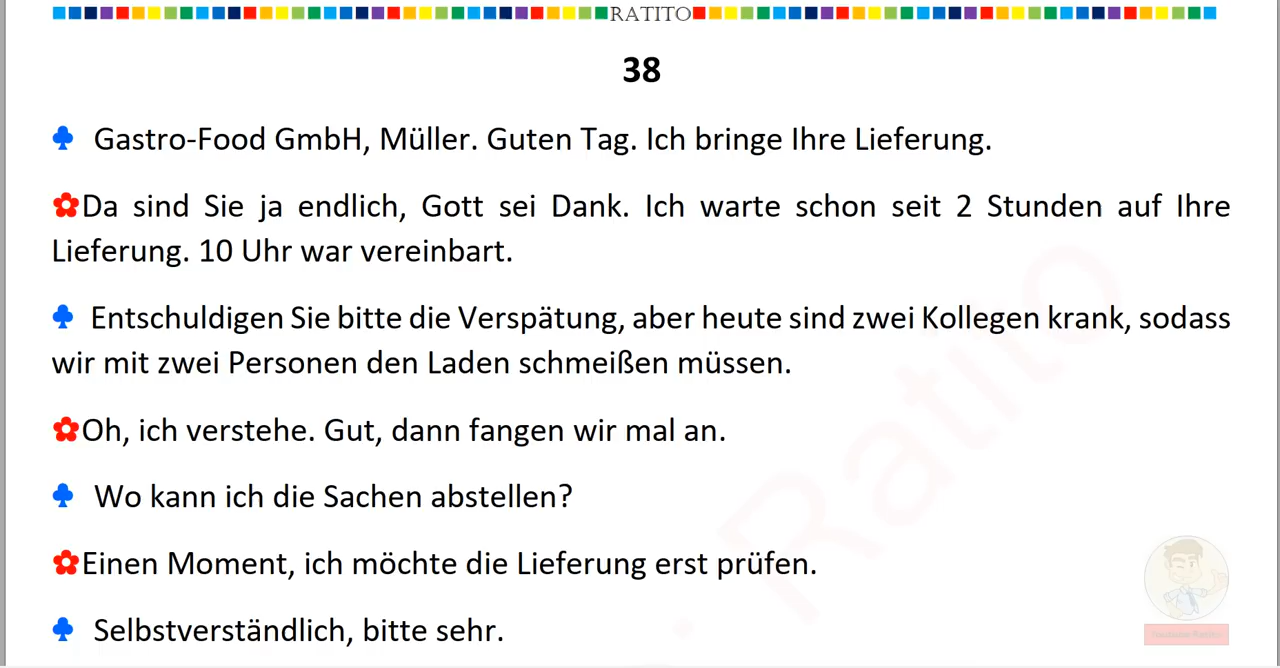 RATITO
38
♣ Gastro-Food GmbH, Müller. Guten Tag. Ich bringe Ihre Lieferung.
✿Da sind Sie ja endlich, Gott sei Dank. Ich warte schon seit 2 Stunden auf Ihre
Lieferung. 10 Uhr war vereinbart.
♣ Entschuldigen Sie bitte die Verspätung, aber heute sind zwei Kollegen krank, sodass
wir mit zwei Personen den Laden schmeißen müssen.
✿Oh, ich verstehe. Gut, dann fangen wir mal an.
♣ Wo kann ich die Sachen abstellen?
✿Einen Moment, ich möchte die Lieferung erst prüfen.
♣ Selbstverständlich, bitte sehr.
Ratito